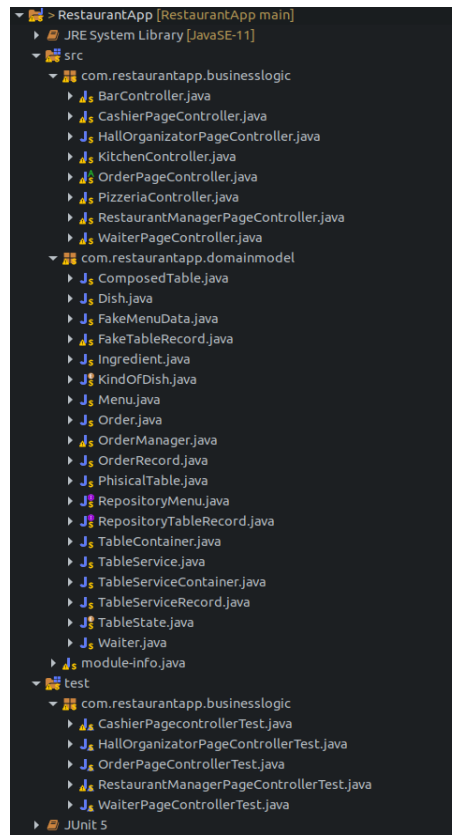 > RestaurantApp [RestaurantApp main]
JRE System Library [JavaSE-11]
src
com.restaurantapp.businesslogic
BarController.java
CashierPageController.java
HallOrganizatorPageController.java
KitchenController.java
OrderPageController.java
PizzeriaController.java
RestaurantManagerPageController.java
WaiterPageController.java
com.restaurantapp.domainmodel
ComposedTable.java
Dish.java
FakeMenuData.java
FakeTableRecord.java
Ingredient.java
KindOfDish.java
Menu.java
Order.java
OrderManager.java
OrderRecord.java
PhisicalTable.java
RepositoryMenu.java
RepositoryTableRecord.java
TableContainer.java
TableService.java
TableServiceContainer.java
TableServiceRecord.java
TableState.java
Waiter.java
module-info.java
test
com.restaurantapp.businesslogic
CashierPagecontrollerTest.java
HallOrganizatorPageControllerTest.java
OrderPageControllerTest.java
RestaurantManagerPageControllerTest.java
WaiterPageControllerTest.java
JUnit 5